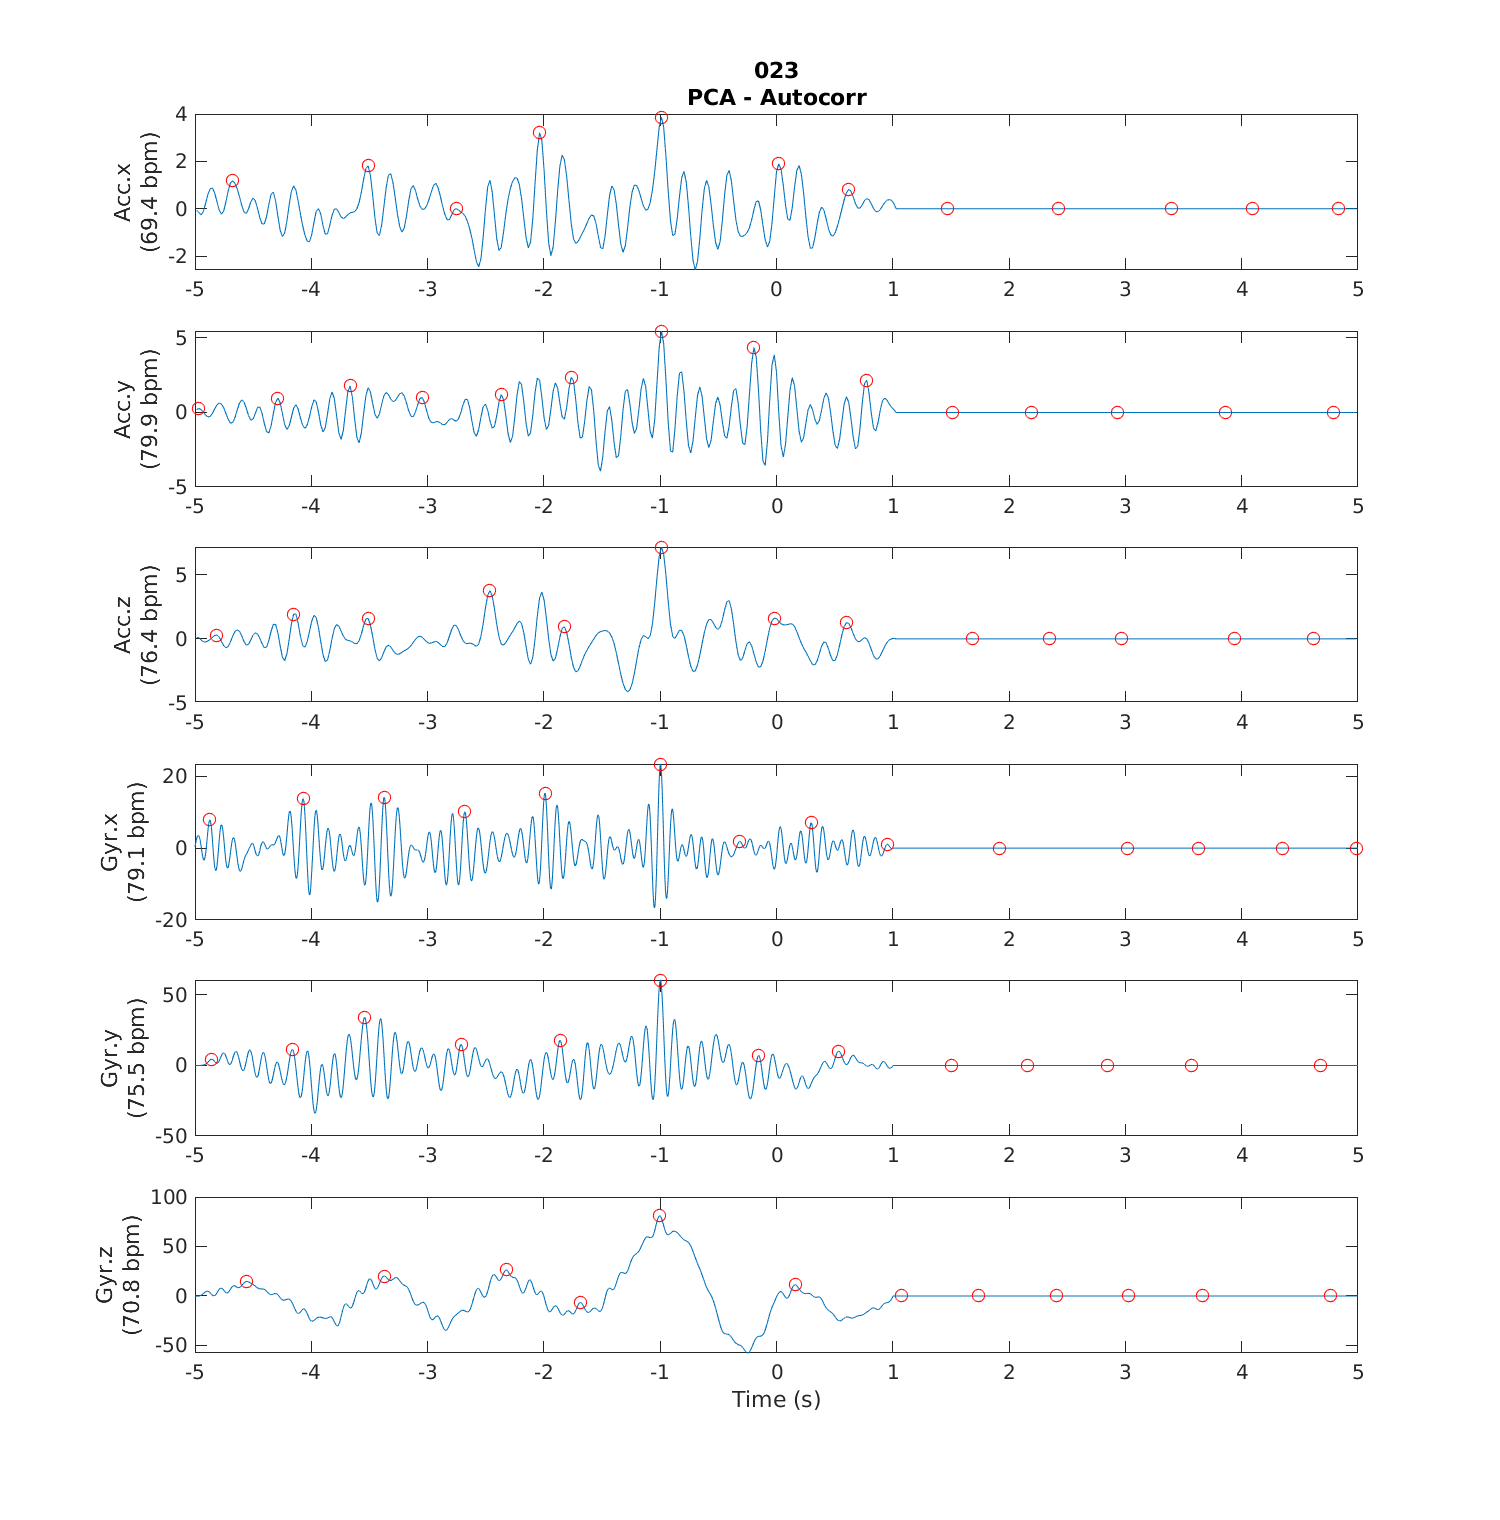 023
PCA - Autocorr
Acc.x
(69.4 bpm)
4
2
0
-2
-5 -4 -3 -2 -1 0 1 2 3 4 5
Acc.y
(79.9 bpm)
5
0
-5
-5 -4 -3 -2 -1 0 1 2 3 4 5
Acc.z
(76.4 bpm)
5
0
-5
-5 -4 -3 -2 -1 0 1 2 3 4 5
Gyr.x
(79.1 bpm)
20
0
-20
-5 -4 -3 -2 -1 0 1 2 3 4 5
Gyr.y
(75.5 bpm)
50
0
-50
-5 -4 -3 -2 -1 0 1 2 3 4 5
Gyr.z
(70.8 bpm)
100
50
0
-50
-5 -4 -3 -2 -1 0 1 2 3 4 5
Time (s)